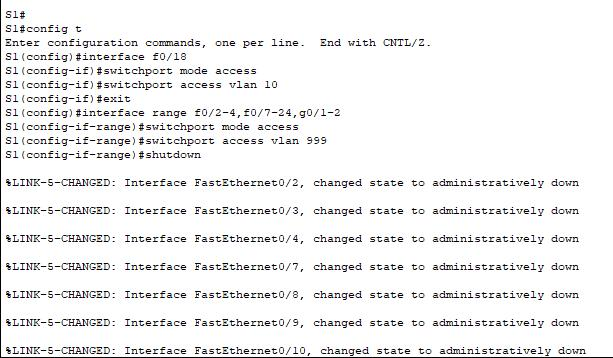 S1#
S1#config t
Enter configuration commands, one per line.  End with CNTL/Z.
S1(config)#interface f0/18
S1(config-if)#switchport mode access
S1(config-if)#switchport access vlan 10
S1(config-if)#exit
S1(config)#interface range f0/2-4,f0/7-24,g0/1-2
S1(config-if-range)#switchport mode access
S1(config-if-range)#switchport access vlan 999
S1(config-if-range)#shutdown
%LINK-5-CHANGED: Interface FastEthernet0/2, changed state to administratively down
%LINK-5-CHANGED: Interface FastEthernet0/3, changed state to administratively down
%LINK-5-CHANGED: Interface FastEthernet0/4, changed state to administratively down
%LINK-5-CHANGED: Interface FastEthernet0/7, changed state to administratively down
%LINK-5-CHANGED: Interface FastEthernet0/8, changed state to administratively down
%LINK-5-CHANGED: Interface FastEthernet0/9, changed state to administratively down
%LINK-5-CHANGED: Interface FastEthernet0/10, changed state to administratively down